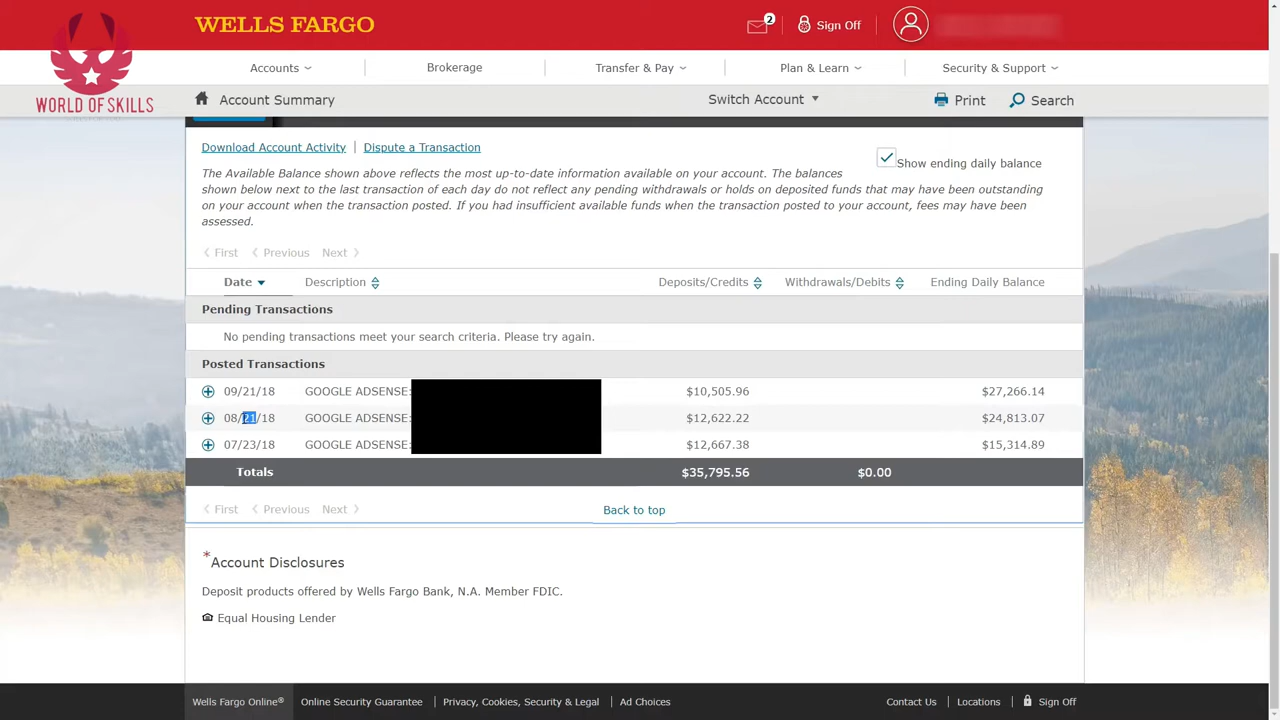 WELLS FARGO
2
Sign Off
WORLD OF SKILLS
Accounts
Brokerage
Transfer & Pay
Plan & Learn
Security & Support
Account Summary
Switch Account
Print
Search
Download Account Activity
Dispute a Transaction
Show ending daily balance
The Available Balance shown above reflects the most up-to-date information available on your account. The balances
shown below next to the last transaction of each day do not reflect any pending withdrawals or holds on deposited funds that may have been outstanding
on your account when the transaction posted. If you had insufficient available funds when the transaction posted to your account, fees may have been
assessed.
First Previous Next
Date Description Deposits/Credits Withdrawals/Debits Ending Daily Balance
Pending Transactions
No pending transactions meet your search criteria. Please try again.
Posted Transactions
09/21/18 GOOGLE ADSENSE: $10,505.96 $27,266.14
08/21/18 GOOGLE ADSENSE: $12,622.22 $24,813.07
07/23/18 GOOGLE ADSENSE: $12,667.38 $15,314.89
Totals $35,795.56 $0.00
First Previous Next
Back to top
*Account Disclosures
Deposit products offered by Wells Fargo Bank, N.A. Member FDIC.
Equal Housing Lender
Wells Fargo Online® Online Security Guarantee Privacy, Cookies, Security & Legal Ad Choices Contact Us Locations Sign Off